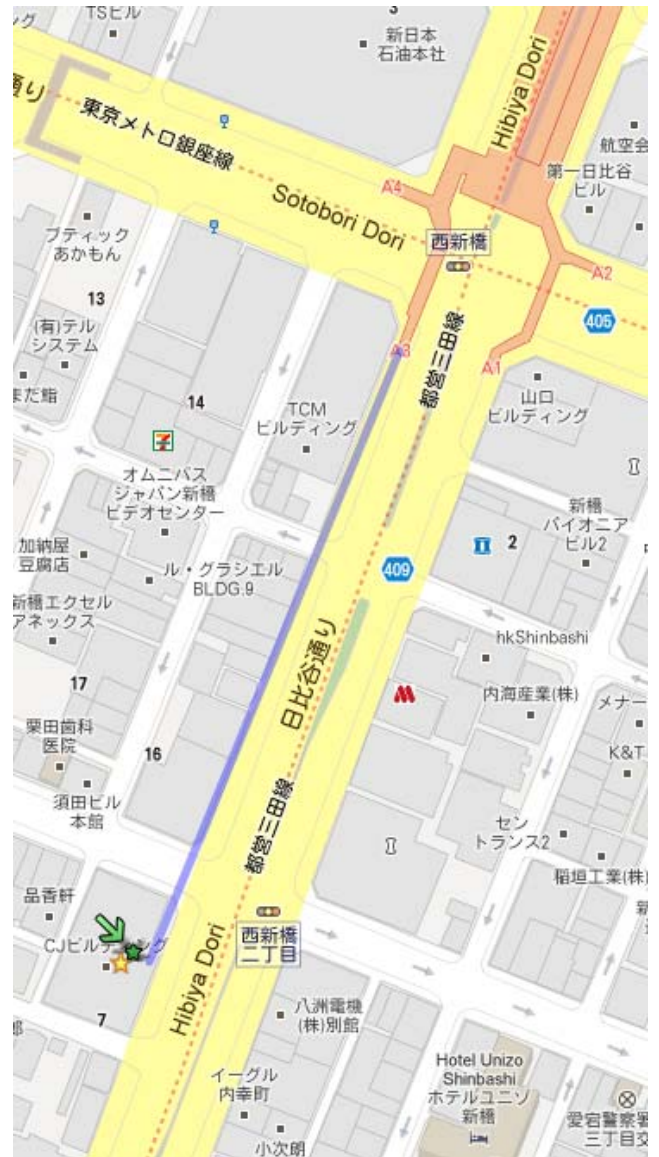 TSビル
3
新日本
石油本社
Hibiya Dori
東京メトロ銀座線
通り
Sotobori Dori
A4
航空会
第一日比谷
ビル
西新橋
A2
ブティック
あかもん
13
(有)テル
システム
405
A3
A1
都営三田線
まだ鮨
14
TCM
ビルディング
山口
ビルディング
オムニバス
ジャパン新橋
ビデオセンター
新橋
パイオニア
ビル2
2
加納屋
豆腐店
ル・グラシエル
BLDG.9
409
新橋エクセル
アネックス
hkShinbashi
日比谷通り
17
内海産業(株)
メナー
栗田歯科
医院
16
K&T
須田ビル
本館
都営三田線
セン
トランス2
稲垣工業(株)
品香軒
西新橋
二丁目
CJビルディング
Hibiya Dori
7
郎
八洲電機
(株)別館
イーグル
内幸町
Hotel Unizo
Shinbashi
ホテルユニゾ
新橋
愛宕警察署
三丁目交
小次朗